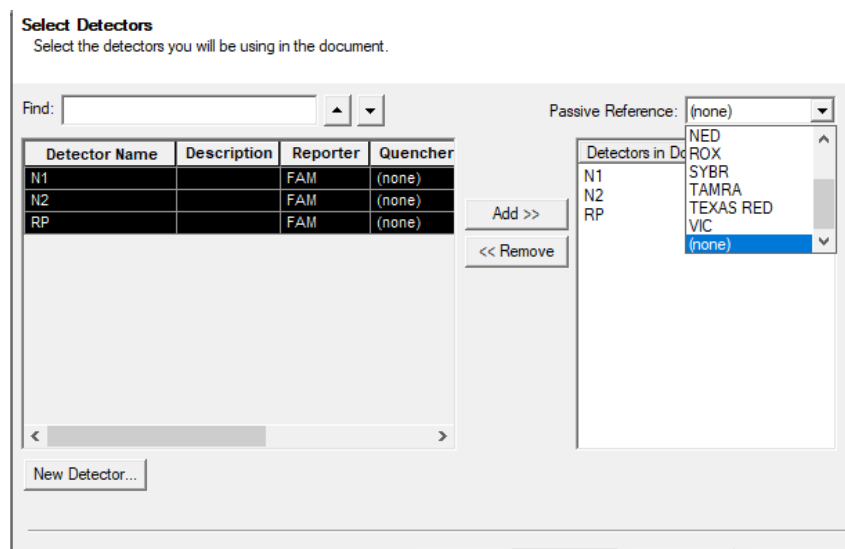 Select Detectors
Select the detectors you will be using in the document.
Find:
Passive Reference: (none)
Detector Name Description Reporter Quencher
N1 FAM (none)
N2 FAM (none)
RP FAM (none)
Add >>
<< Remove
Detectors in
N1
N2
RP
NED
ROX
SYBR
TAMRA
TEXAS RED
VIC
(none)
New Detector...